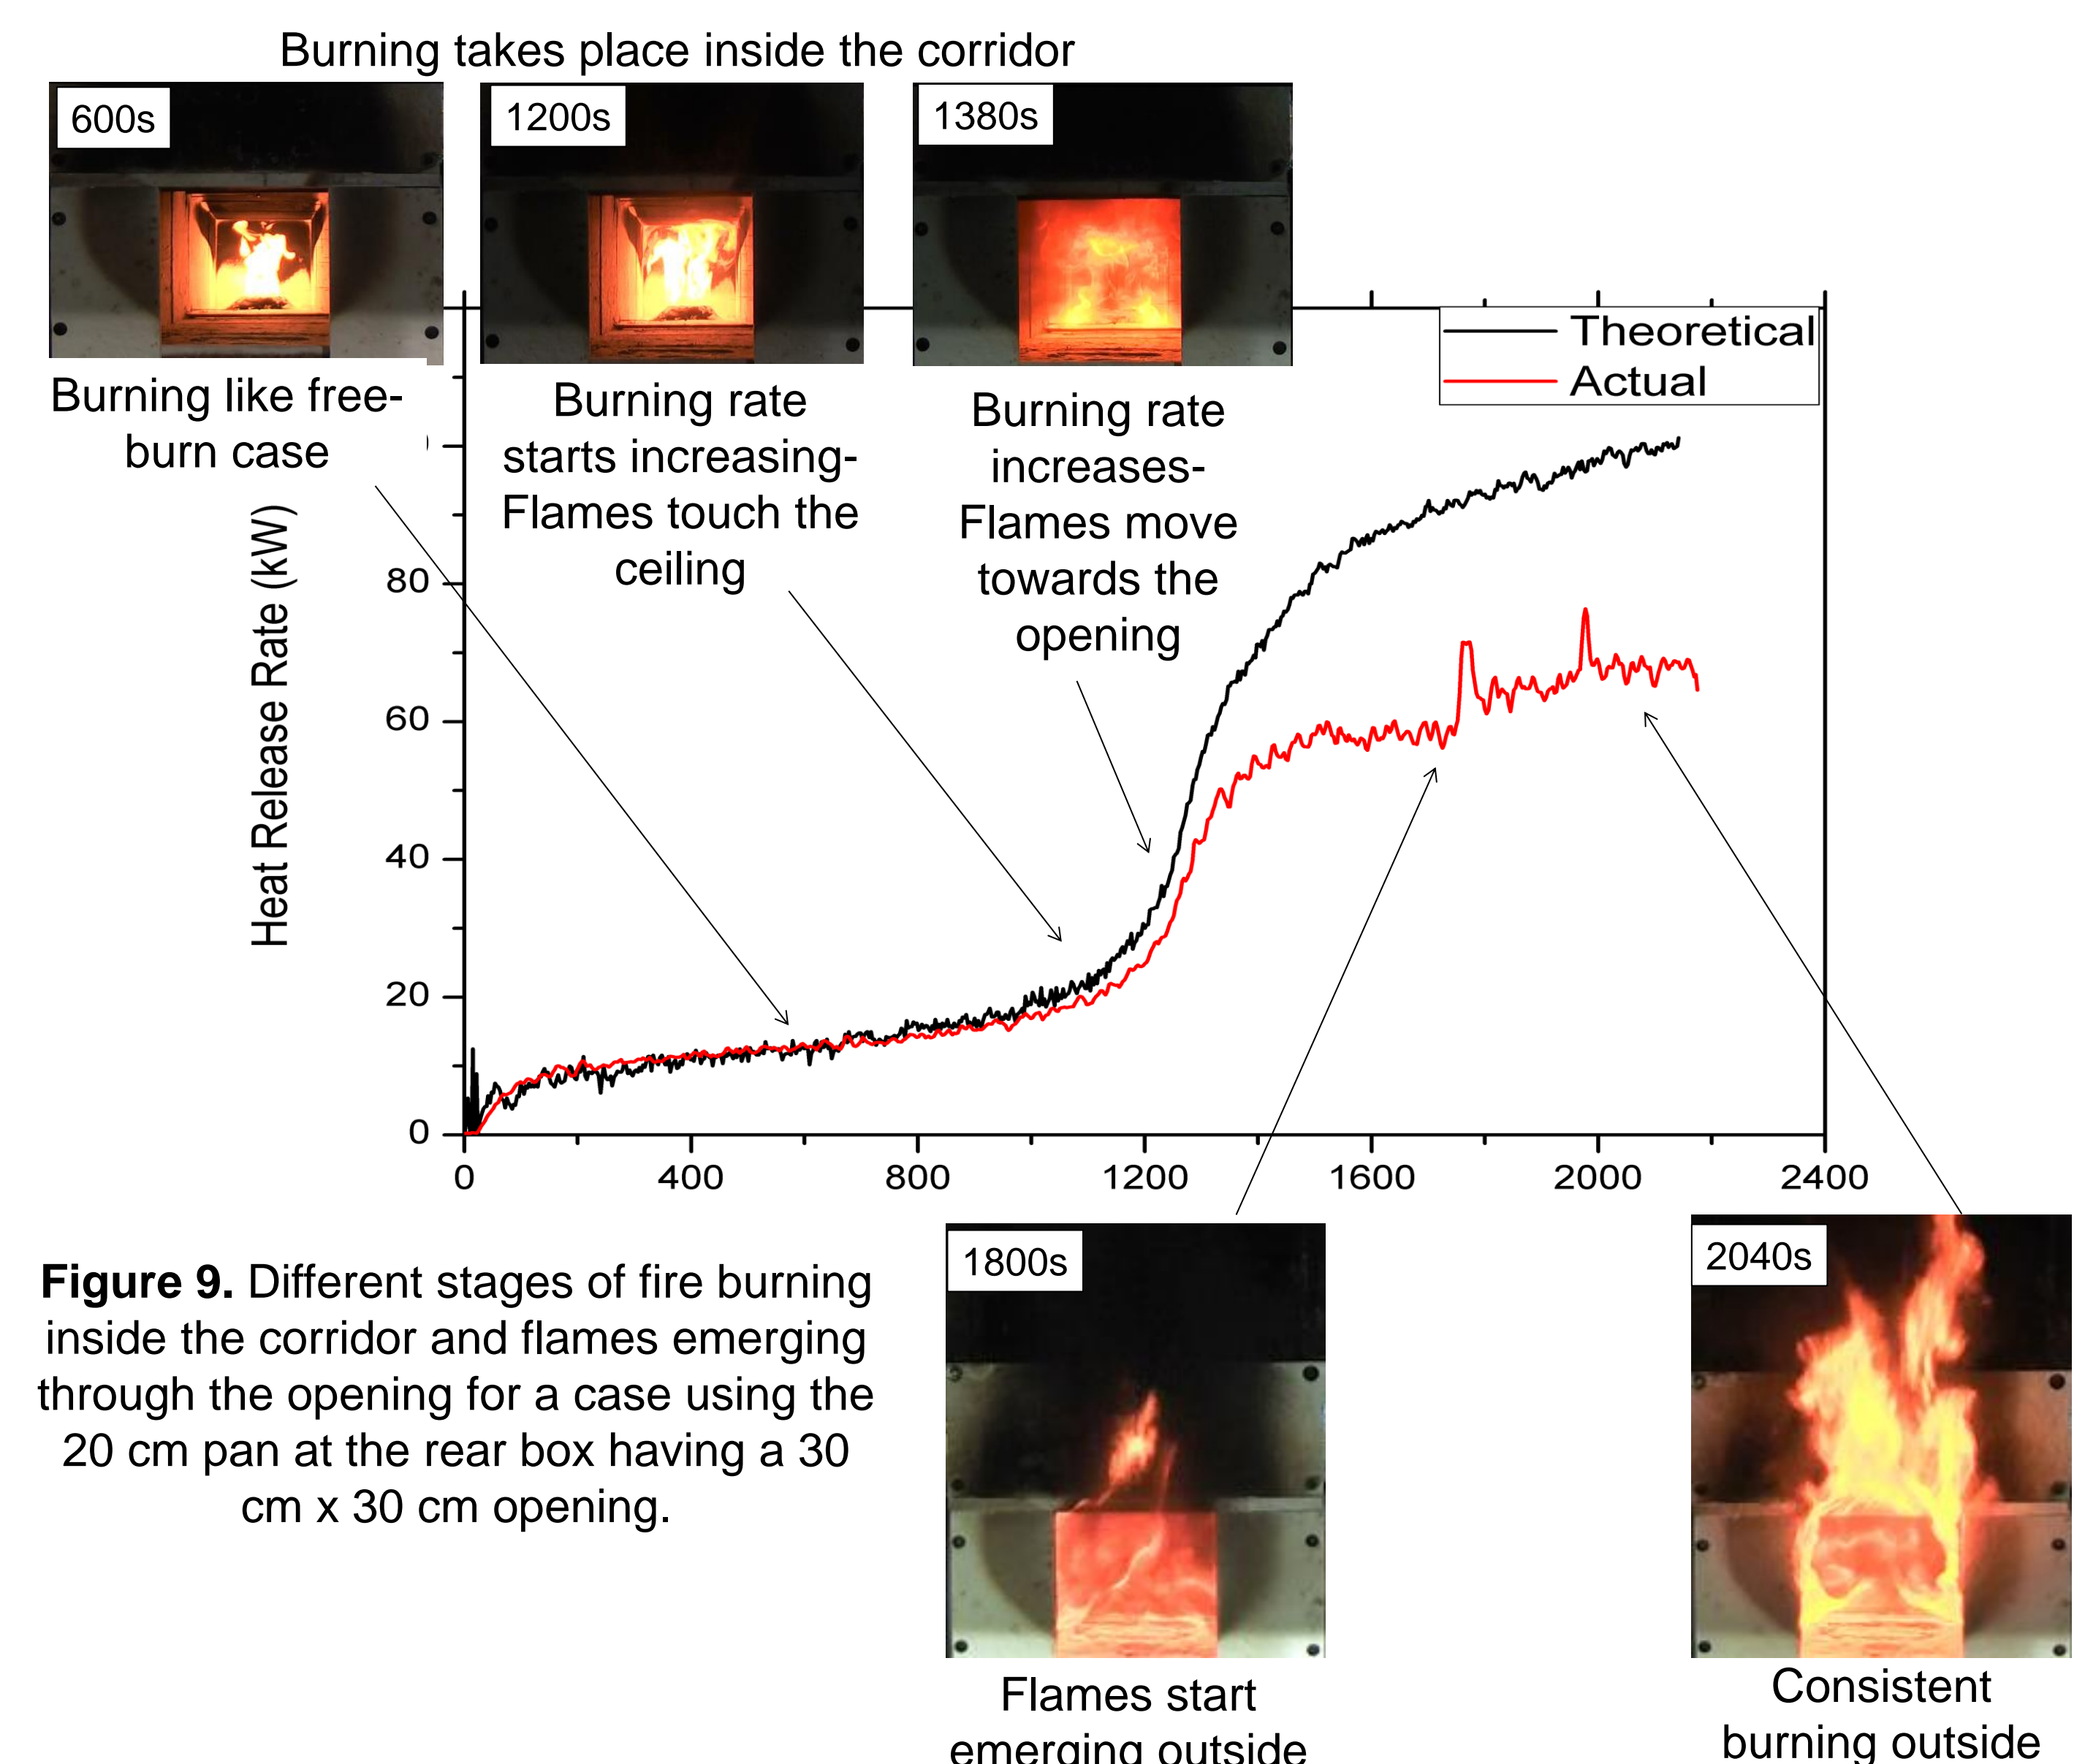 Burning takes place inside the corridor
600s
1200s
1380s
Burning like free-
burn case
Burning rate
starts increasing-
Flames touch the
ceiling
Burning rate
increases-
Flames move
towards the
opening
Theoretical
Actual
Heat Release Rate (kW)
80
60
40
20
0
0 400 800 1200 1600 2000 2400
Figure 9. Different stages of fire burning
inside the corridor and flames emerging
through the opening for a case using the
20 cm pan at the rear box having a 30
cm x 30 cm opening.
1800s
2040s
Flames start
emerging outside
Consistent
burning outside